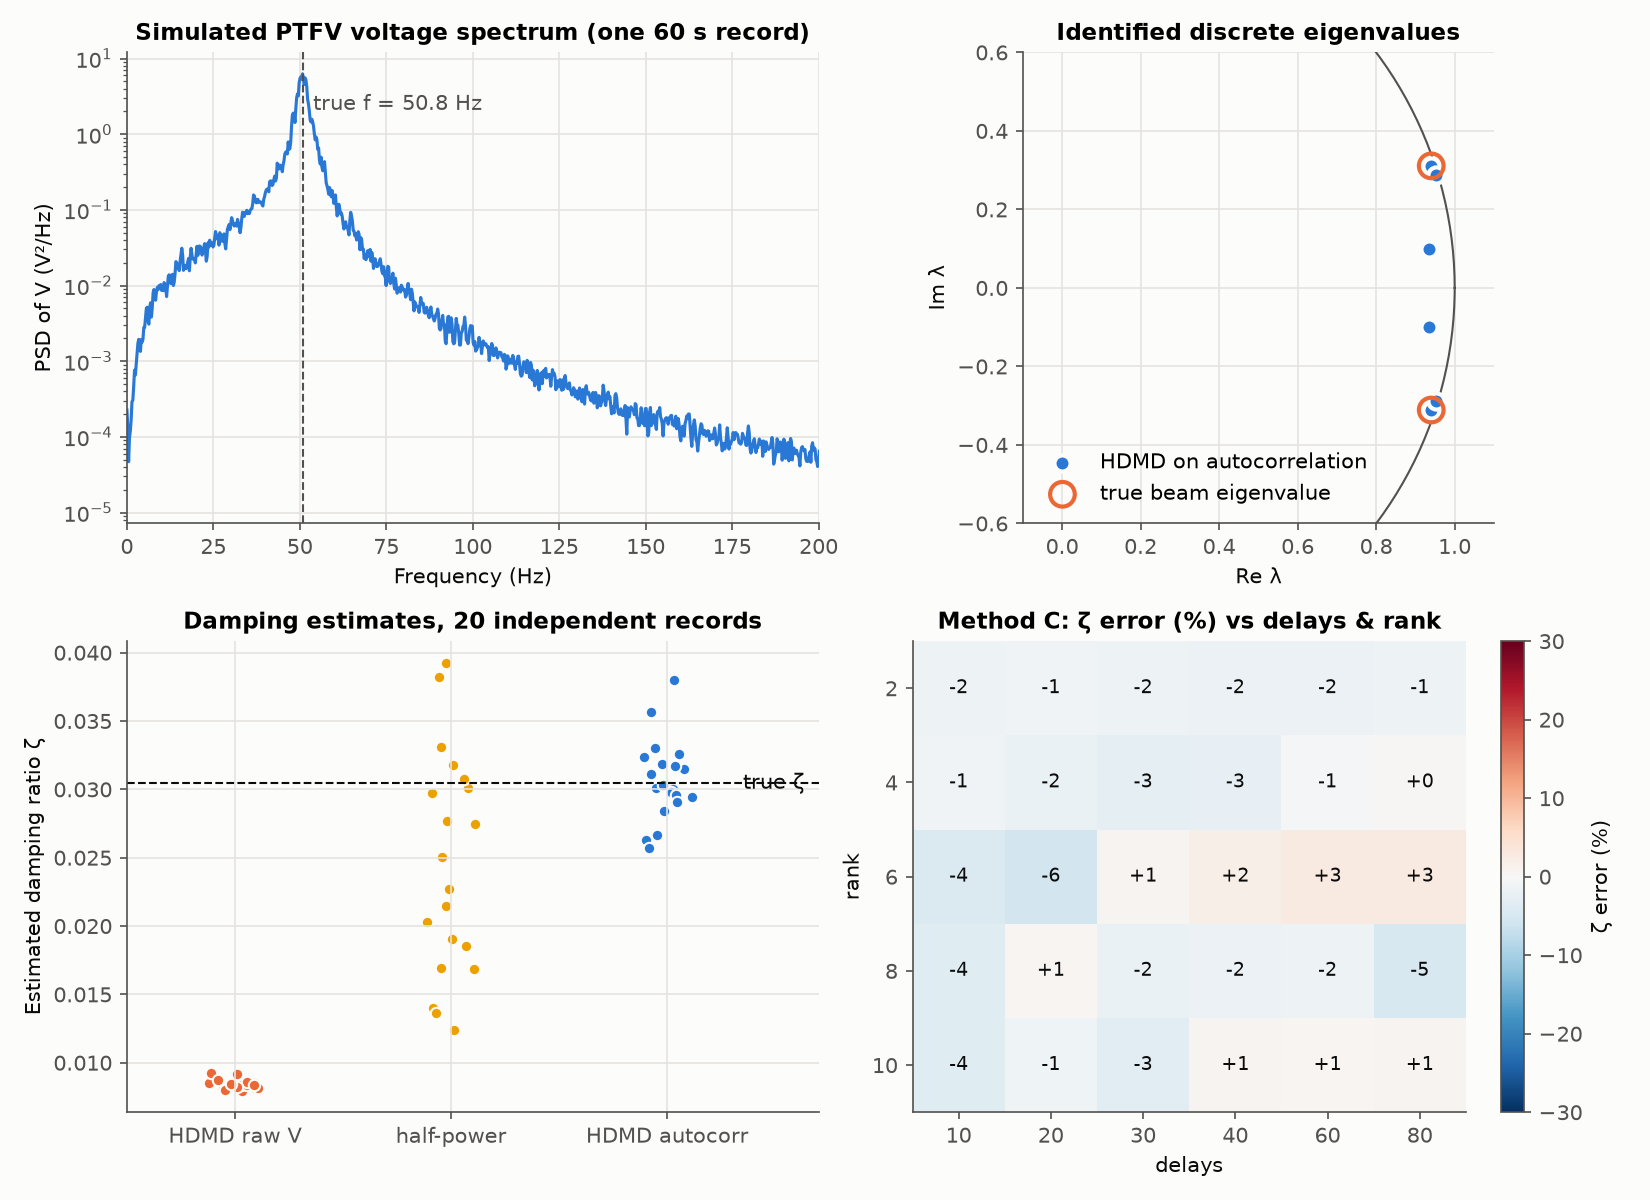 Simulated PTFV voltage spectrum (one 60 s record)
10¹
10⁰
10⁻¹
10⁻²
10⁻³
10⁻⁴
10⁻⁵
PSD of V (V²/Hz)
true f = 50.8 Hz
0 25 50 75 100 125 150 175 200
Frequency (Hz)
Identified discrete eigenvalues
0.6
0.4
0.2
0.0
−0.2
−0.4
−0.6
Im λ
HDMD on autocorrelation
true beam eigenvalue
0.0 0.2 0.4 0.6 0.8 1.0
Re λ
Damping estimates, 20 independent records
0.040
0.035
0.030
0.025
0.020
0.015
0.010
Estimated damping ratio ζ
true ζ
HDMD raw V half-power HDMD autocorr
Method C: ζ error (%) vs delays & rank
2 -2 -1 -2 -2 -2 -1
4 -1 -2 -3 -3 -1 +0
6 -4 -6 +1 +2 +3 +3
8 -4 +1 -2 -2 -2 -5
10 -4 -1 -3 +1 +1 +1
rank
10 20 30 40 60 80
delays
30
20
10
0
−10
−20
−30
ζ error (%)